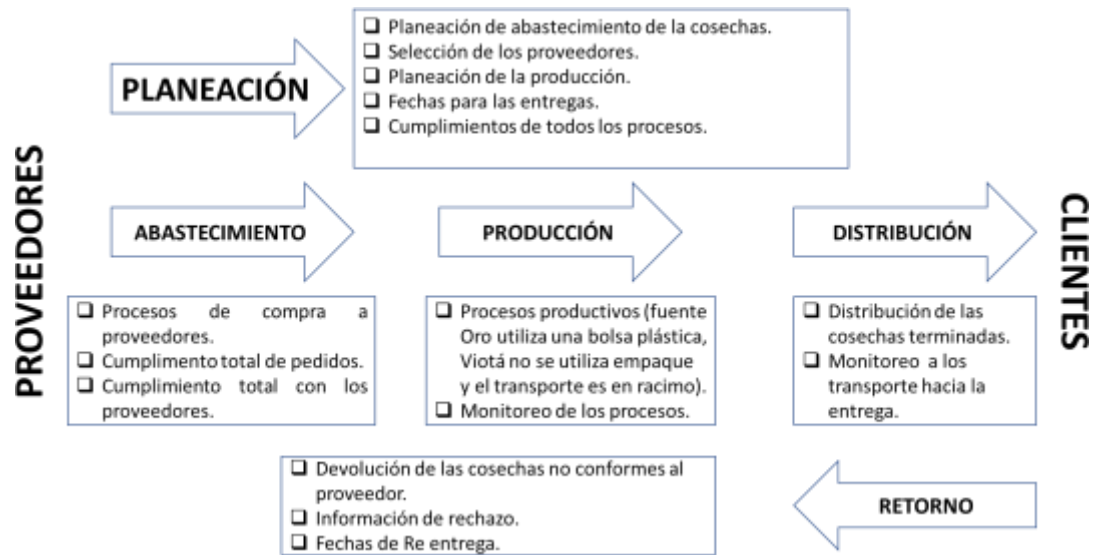 PROVEEDORES
PLANEACIÓN
❑ Planeación de abastecimiento de la cosechas.
❑ Selección de los proveedores.
❑ Planeación de la producción.
❑ Fechas para las entregas.
❑ Cumplimientos de todos los procesos.
ABASTECIMIENTO
❑ Procesos de compra a
proveedores.
❑ Cumplimento total de pedidos.
❑ Cumplimiento total con los
proveedores.
PRODUCCIÓN
❑ Procesos productivos (fuente
Oro utiliza una bolsa plástica,
Viotá no se utiliza empaque
y el transporte es en racimo).
❑ Monitoreo de los procesos.
DISTRIBUCIÓN
❑ Distribución de las
cosechas terminadas.
❑ Monitoreo a los
transporte hacia la
entrega.
CLIENTES
RETORNO
❑ Devolución de las cosechas no conformes al
proveedor.
❑ Información de rechazo.
❑ Fechas de Re entrega.